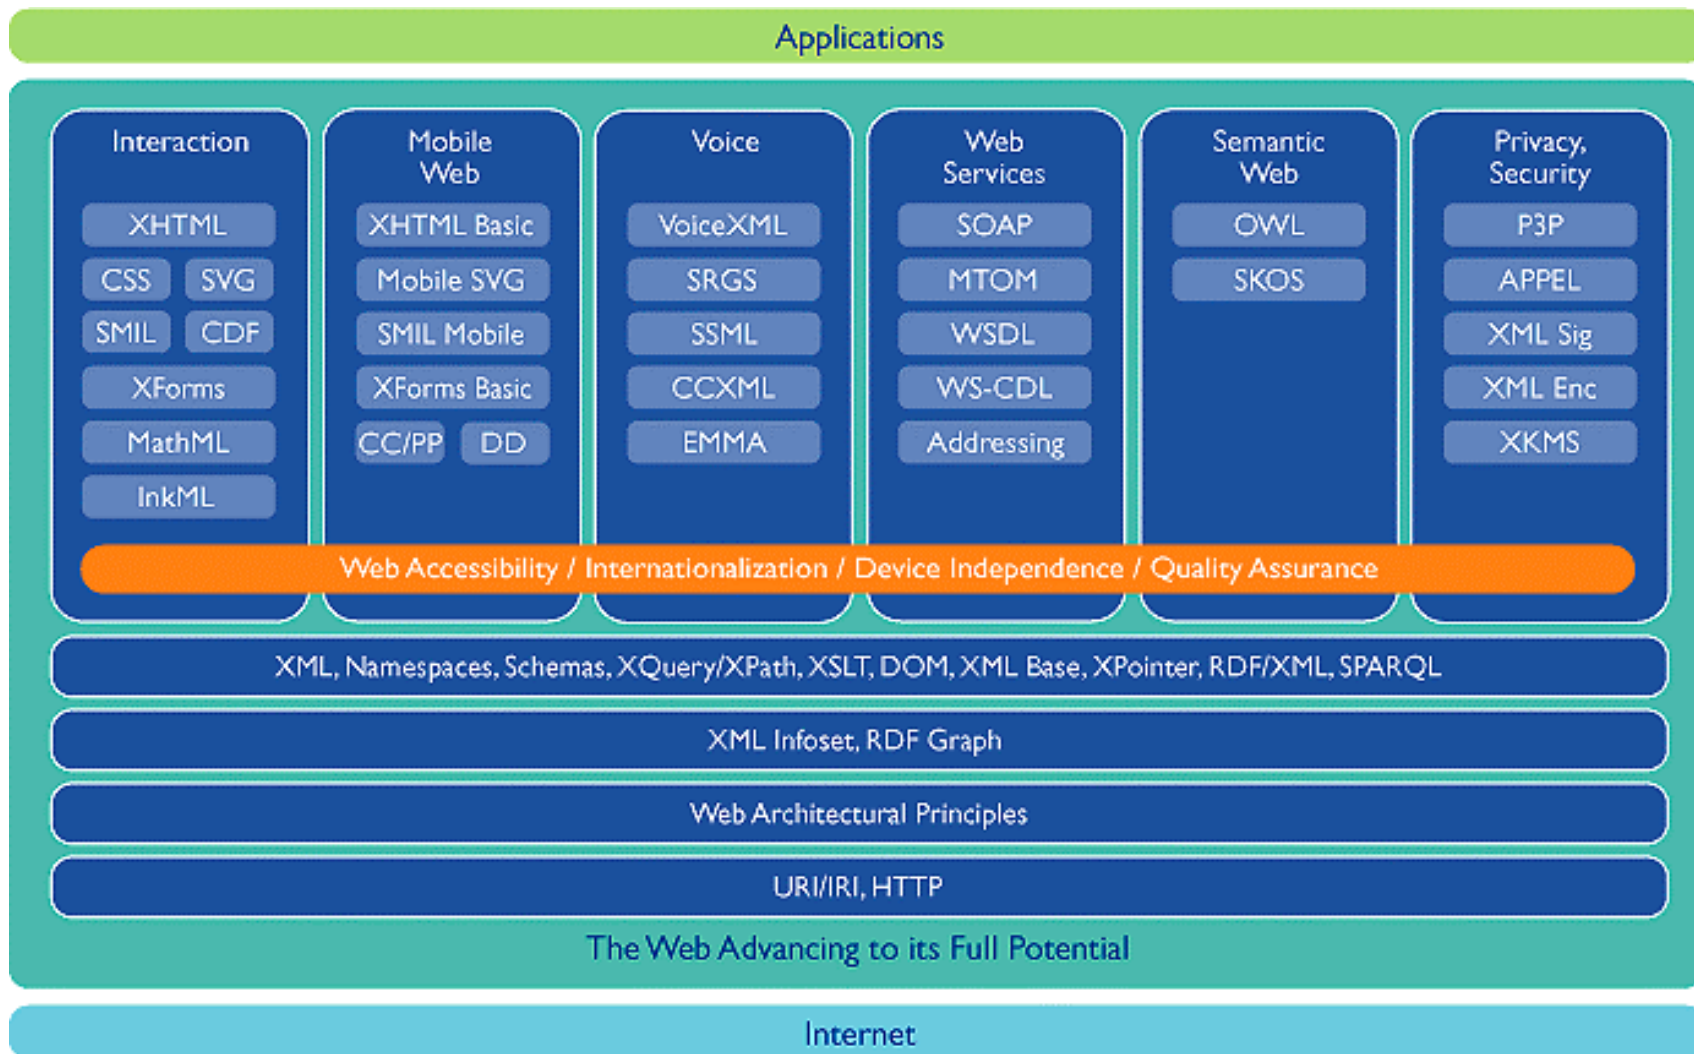 Applications
Interaction
XHTML
CSS
SVG
SMIL
CDF
XForms
MathML
InkML
Mobile
Web
XHTML Basic
Mobile SVG
SMIL Mobile
XForms Basic
CC/PP
DD
Voice
VoiceXML
SRGS
SSML
CCXML
EMMA
Web
Services
SOAP
MTOM
WSDL
WS-CDL
Addressing
Semantic
Web
OWL
SKOS
Privacy,
Security
P3P
APPEL
XML Sig
XML Enc
XKMS
Web Accessibility / Internationalization / Device Independence / Quality Assurance
XML, Namespaces, Schemas, XQuery/XPath, XSLT, DOM, XML Base, XPointer, RDF/XML, SPARQL
XML Infoset, RDF Graph
Web Architectural Principles
URI/IRI, HTTP
The Web Advancing to its Full Potential
Internet